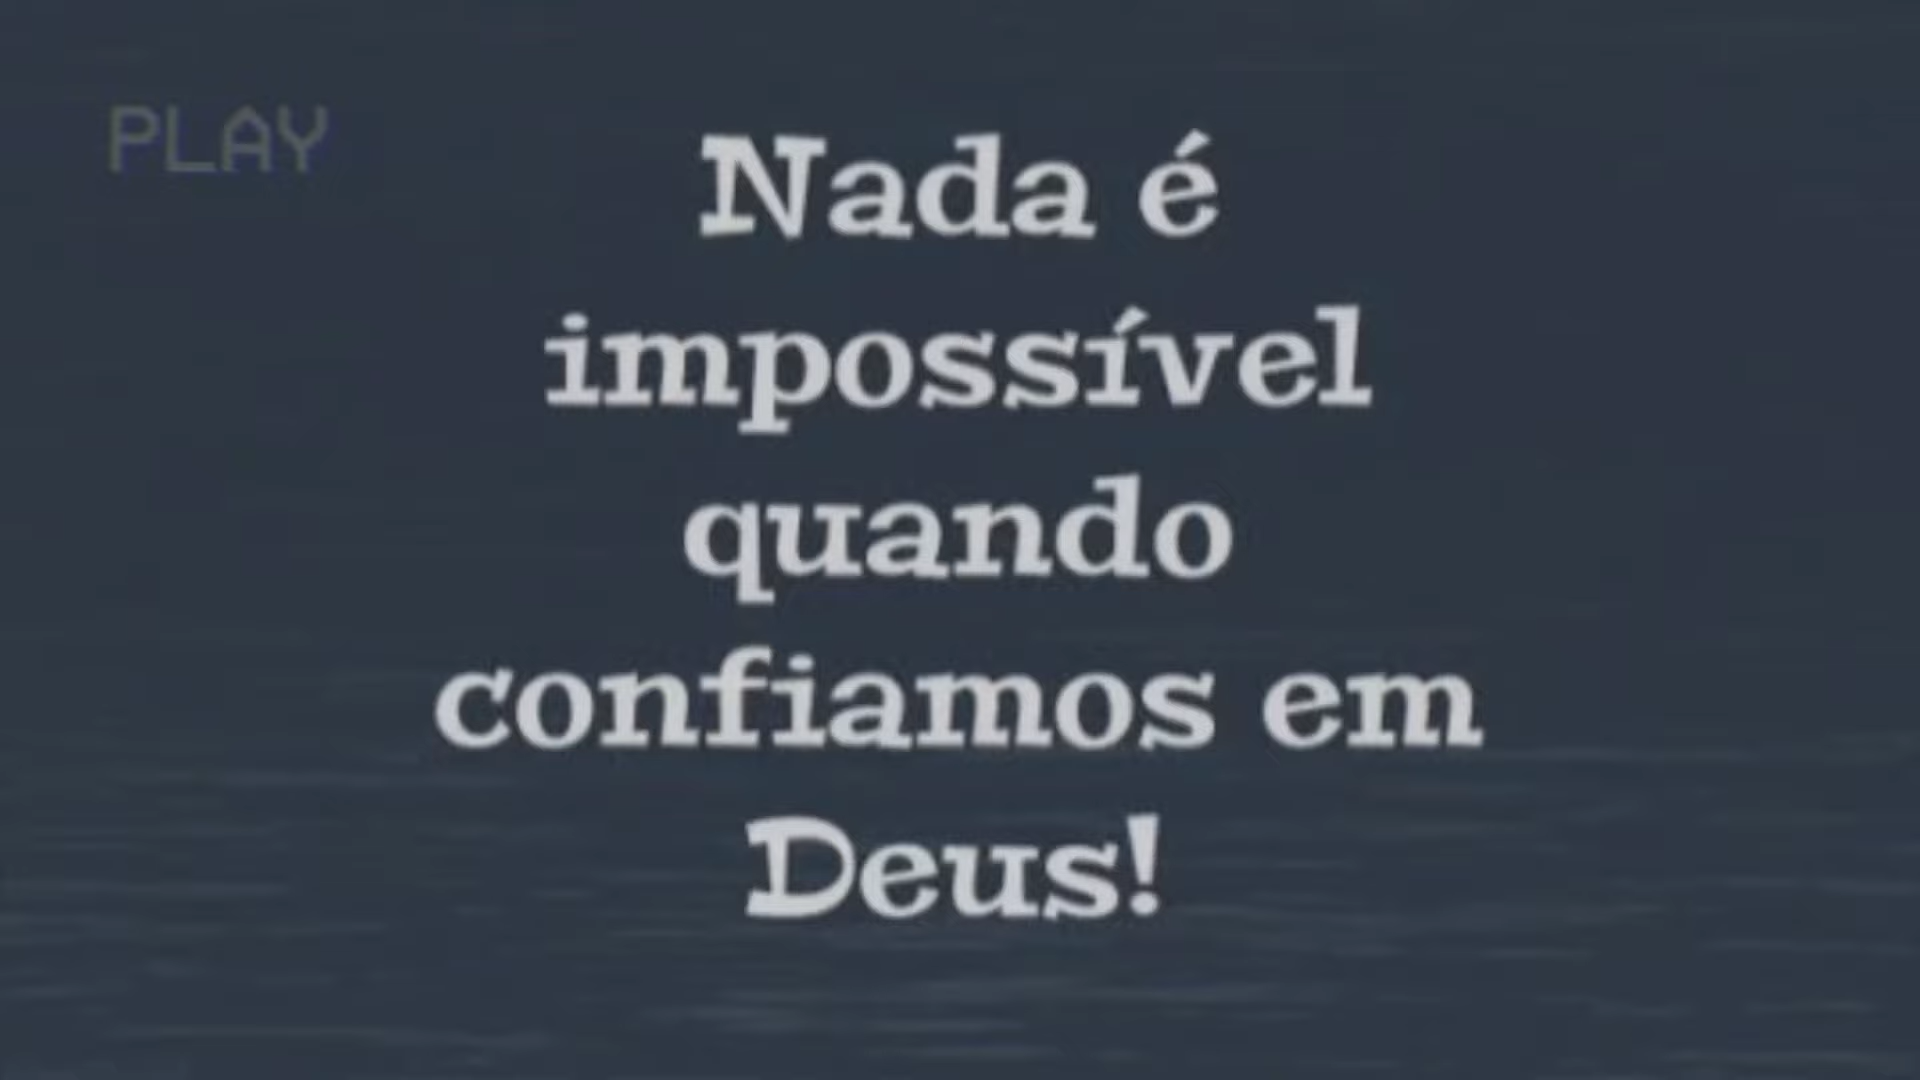 PLAY
Nada é
impossível
quando
confiamos em
Deus!